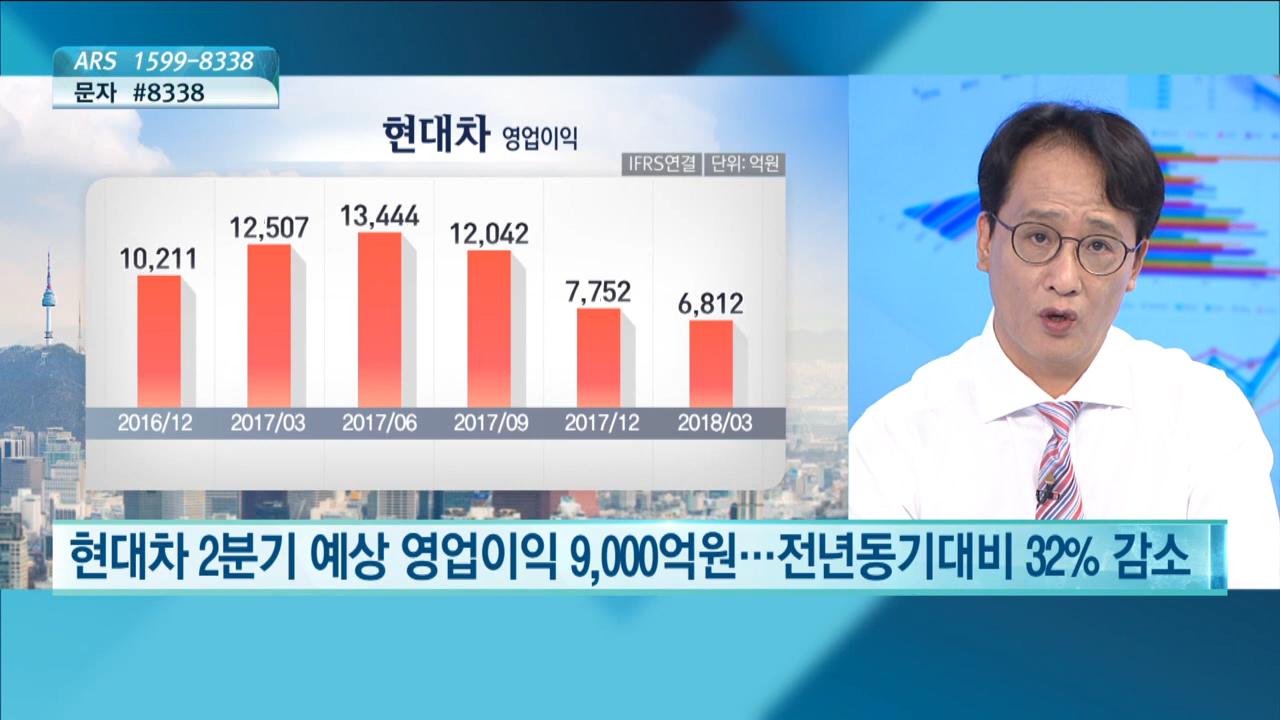 ARS 1599-8338
문자 #8338
현대차 영업이익
IFRS연결 단위: 억원
10,211
12,507
13,444
12,042
7,752
6,812
2016/12 2017/03 2017/06 2017/09 2017/12 2018/03
현대차 2분기 예상 영업이익 9,000억원…전년동기대비 32% 감소